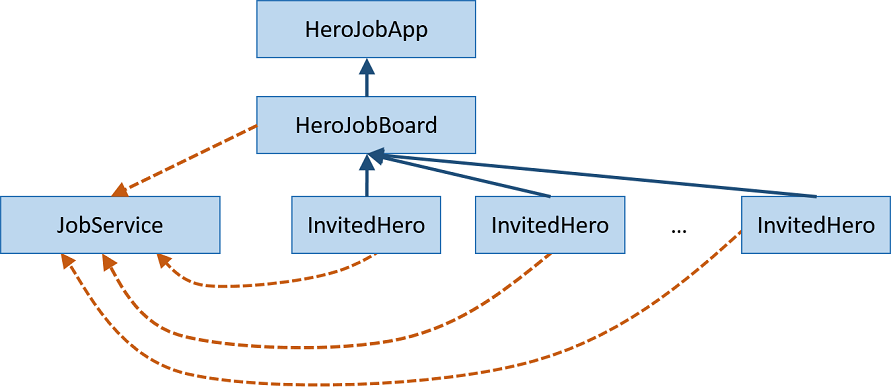 HeroJobApp
HeroJobBoard
JobService
InvitedHero
InvitedHero
...
InvitedHero